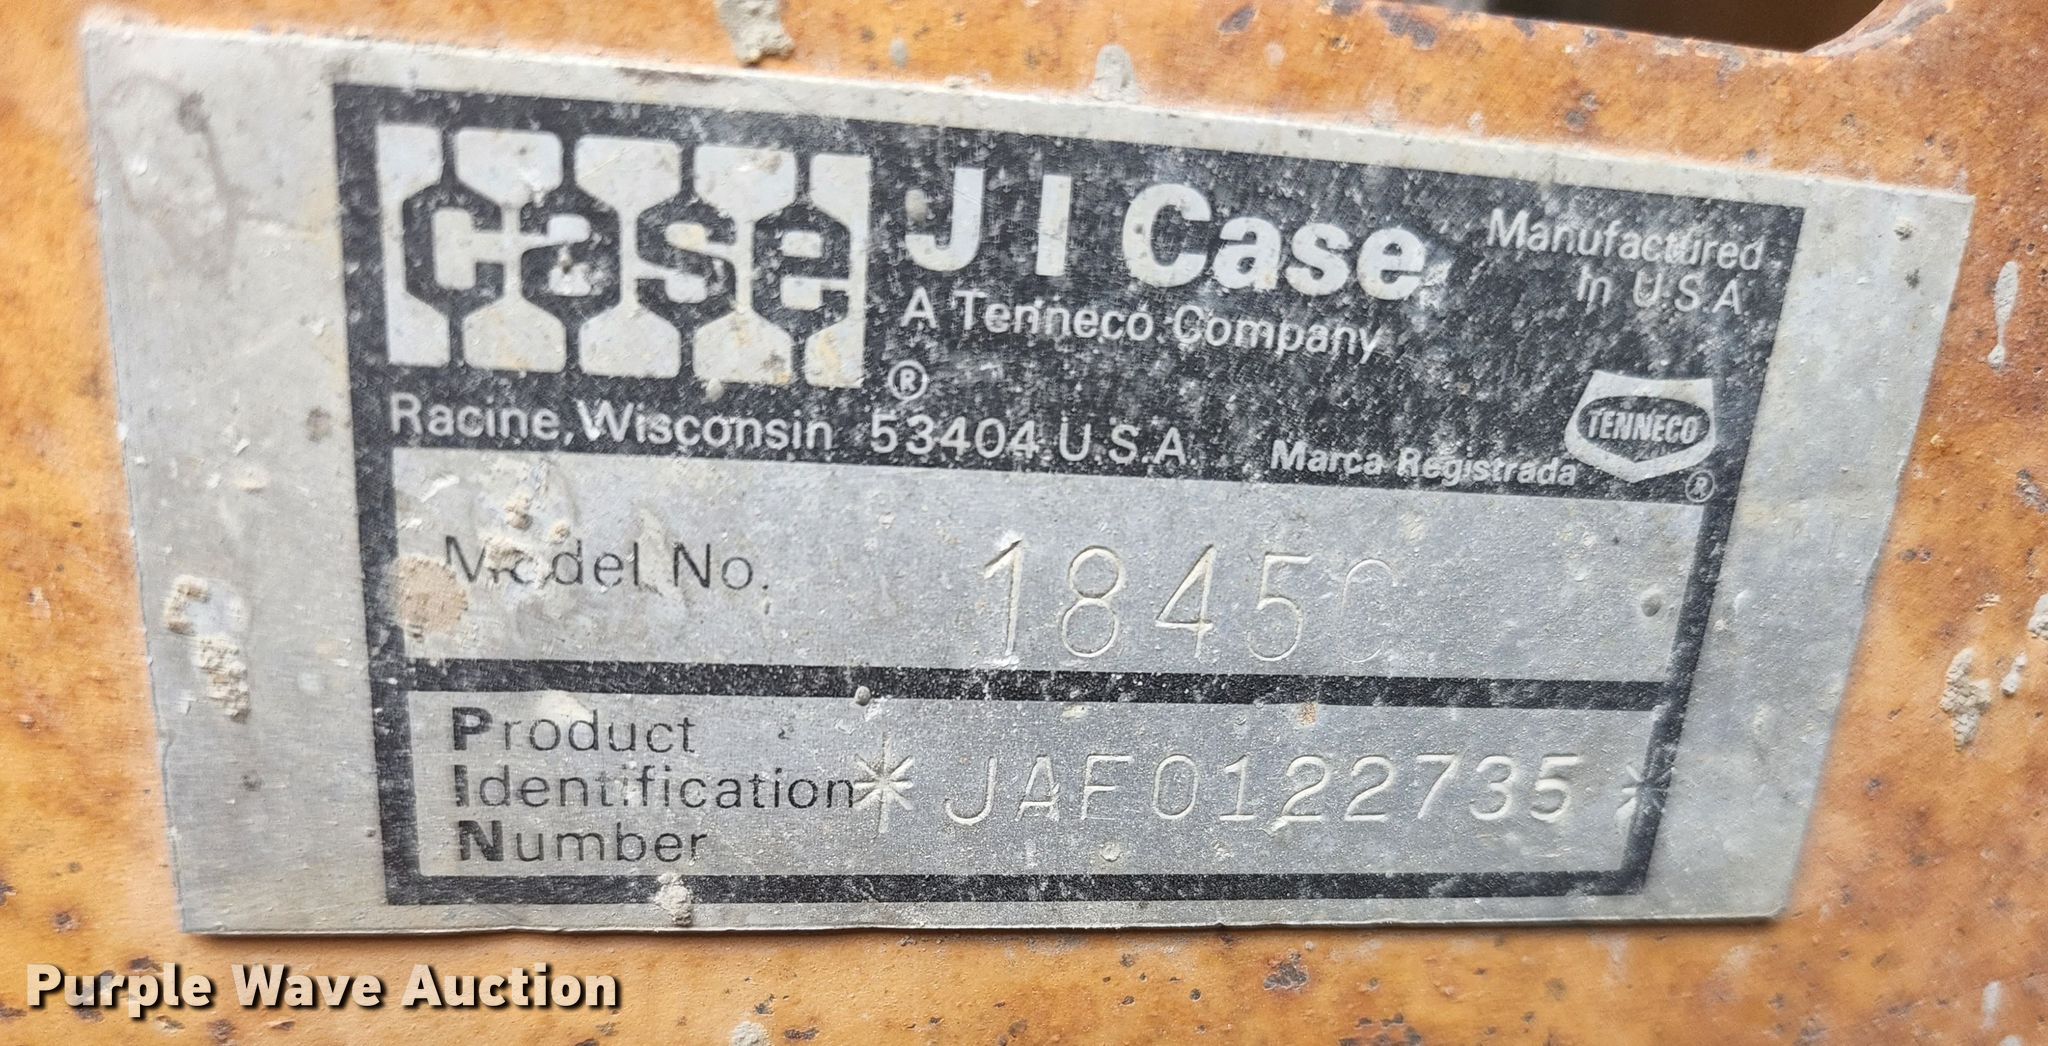 case
J I Case
A Tenneco Company
Manufactured
In U.S.A.
®
Racine, Wisconsin 53404 U.S.A.
Marca Registrada
TENNECO
®
Model No. 1845C
Product
Identification *JAF0122735*
Number
Purple Wave Auction